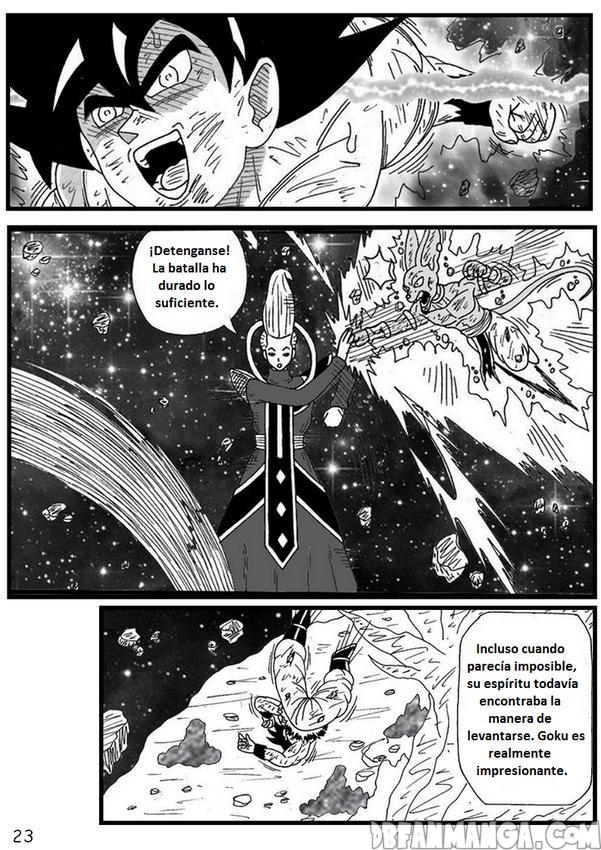 ¡Detenganse!
La batalla ha
durado lo
suficiente.
Incluso cuando
parecía imposible,
su espíritu todavía
encontraba la
manera de
levantarse. Goku es
realmente
impresionante.
23
DBFANMANGA.COM